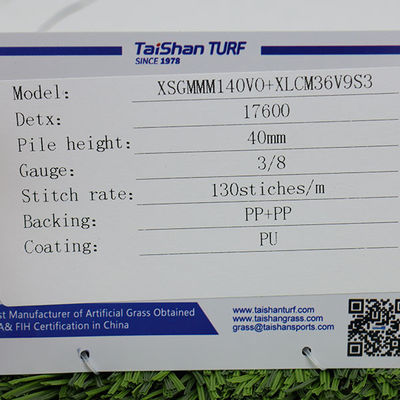 TaiShan TURF
SINCE 1978
Model: XSGMMM140VO+XLCM36V9S3
Detx: 17600
Pile height: 40mm
Gauge: 3/8
Stitch rate: 130stiches/m
Backing: PP+PP
Coating: PU
st Manufacturer of Artificial Grass Obtained
A& FIH Certification in China
www.taishanturf.com
www.taishangrass.com
grass@taishansports.com